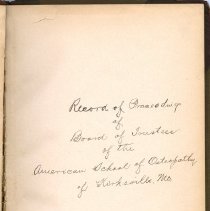 Record of Proceedings
of
Board of Trustees
of the
American School of Osteopathy
of Kirksville, Mo.